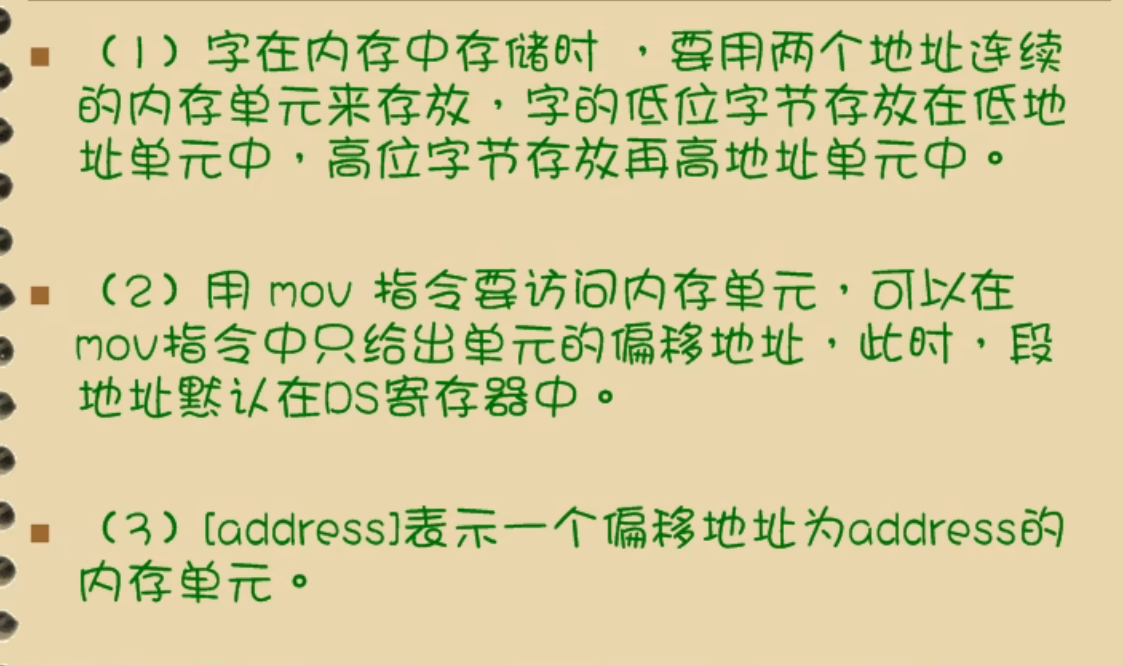 （1）字在内存中存储时 ，要用两个地址连续
的内存单元来存放，字的低位字节存放在低地
址单元中，高位字节存放再高地址单元中。
（2）用 mov 指令要访问内存单元，可以在
mov指令中只给出单元的偏移地址，此时，段
地址默认在DS寄存器中。
（3）[address]表示一个偏移地址为address的
内存单元。